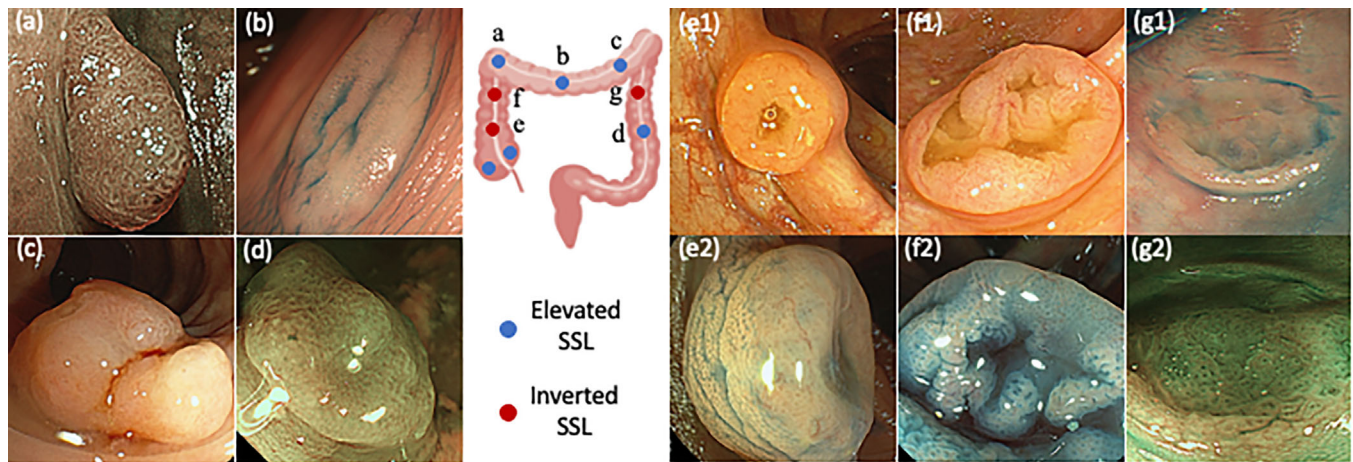 (a)
(b)
a
b
c
f
g
e
d
(e1)
(f1)
(g1)
(c)
(d)
Elevated
SSL
Inverted
SSL
(e2)
(f2)
(g2)